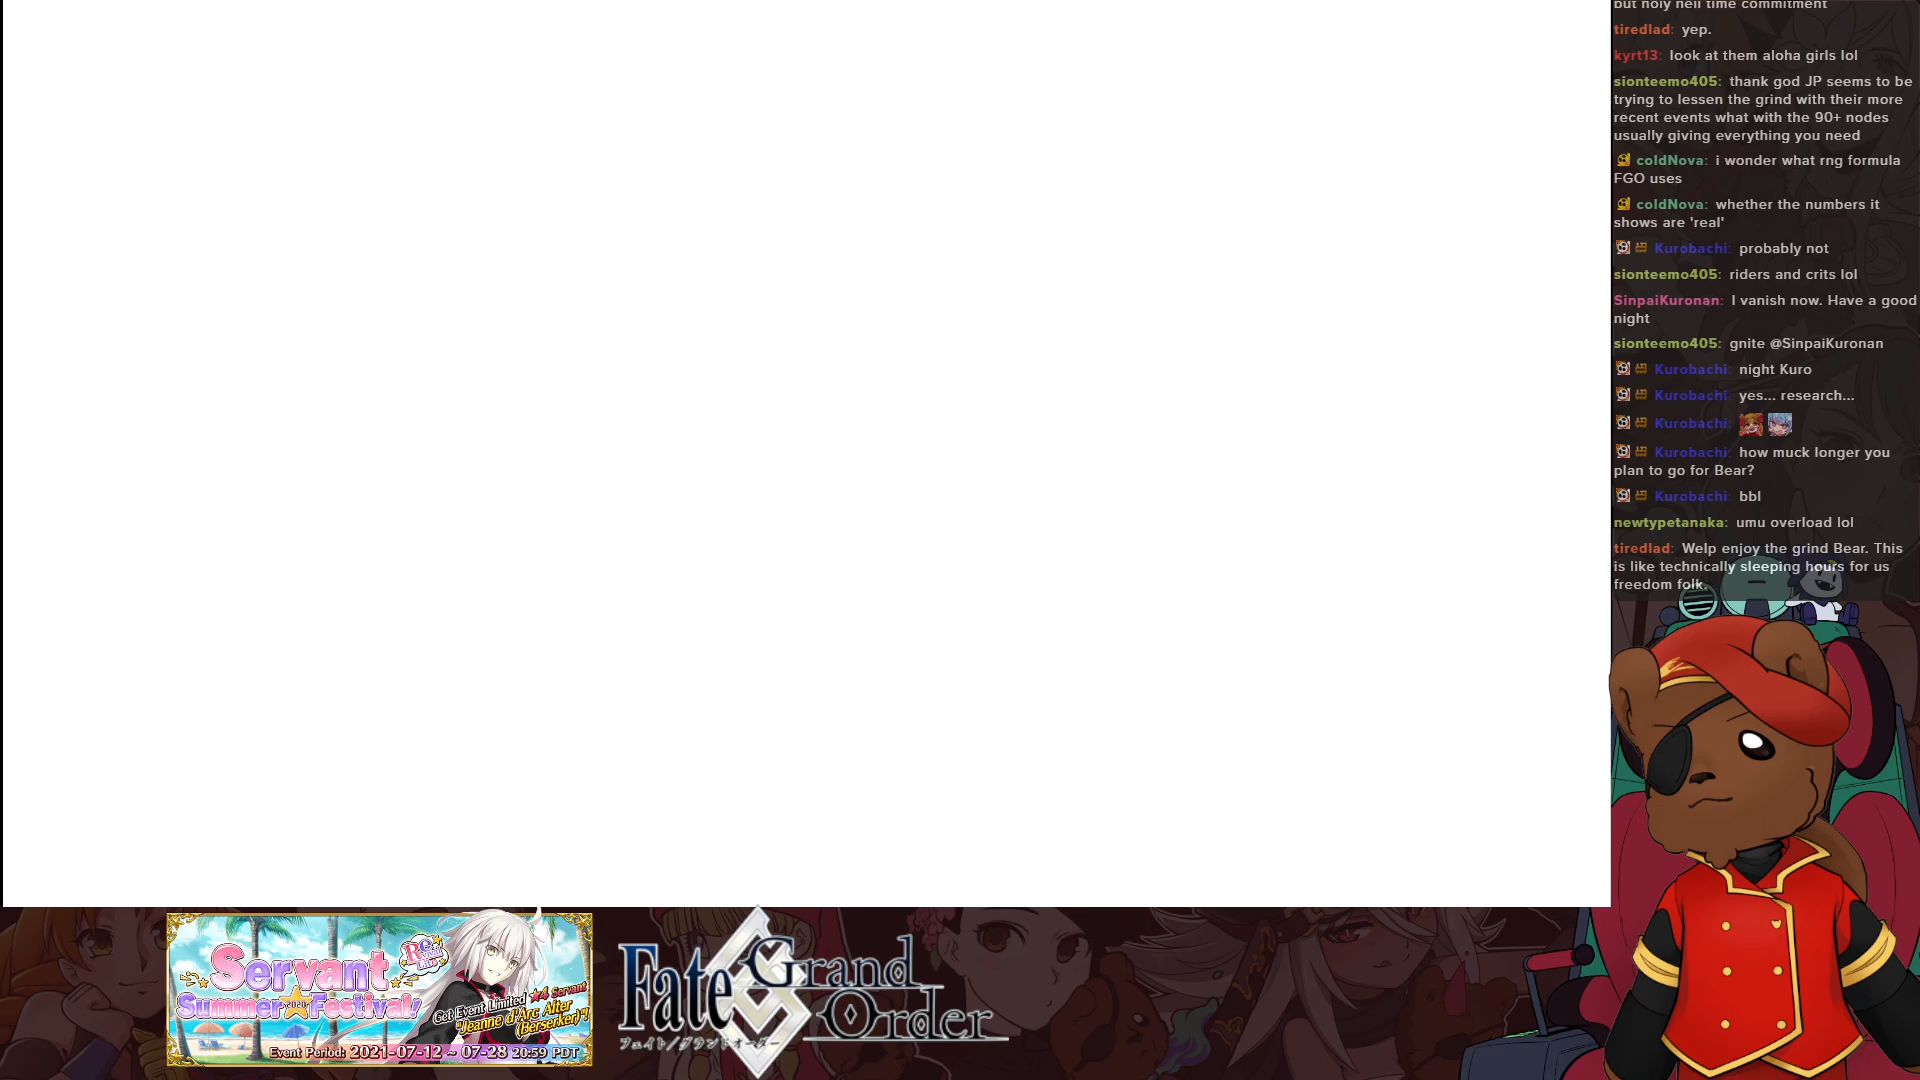 but holy hell time commitment
tiredlad: yep.
kyrt13: look at them aloha girls lol
sionteemo405: thank god JP seems to be
trying to lessen the grind with their more
recent events what with the 90+ nodes
usually giving everything you need
coldNova: i wonder what rng formula
FGO uses
coldNova: whether the numbers it
shows are 'real'
Kurobachi: probably not
sionteemo405: riders and crits lol
SinpaiKuronan: I vanish now. Have a good
night
sionteemo405: gnite @SinpaiKuronan
Kurobachi: night Kuro
Kurobachi: yes... research...
Kurobachi:
Kurobachi: how muck longer you
plan to go for Bear?
Kurobachi: bbl
newtypetanaka: umu overload lol
tiredlad: Welp enjoy the grind Bear. This
is like technically sleeping hours for us
freedom folk.
Servant
Summer 2020 Festival!
Get Event Limited ★4 Servant
"Jeanne d'Arc Alter
(Berserker)"!
Event Period: 2021-07-12 ~ 07-28 20:59 PDT
Fate Grand
Order
フェイト/グランドオーダー